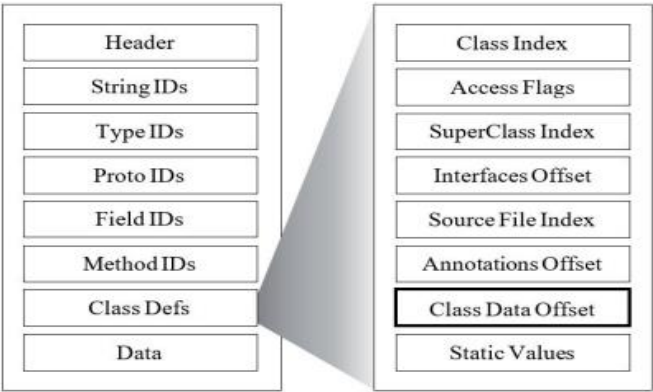 Header
String IDs
Type IDs
Proto IDs
Field IDs
Method IDs
Class Defs
Data
Class Index
Access Flags
SuperClass Index
Interfaces Offset
Source File Index
Annotations Offset
Class Data Offset
Static Values